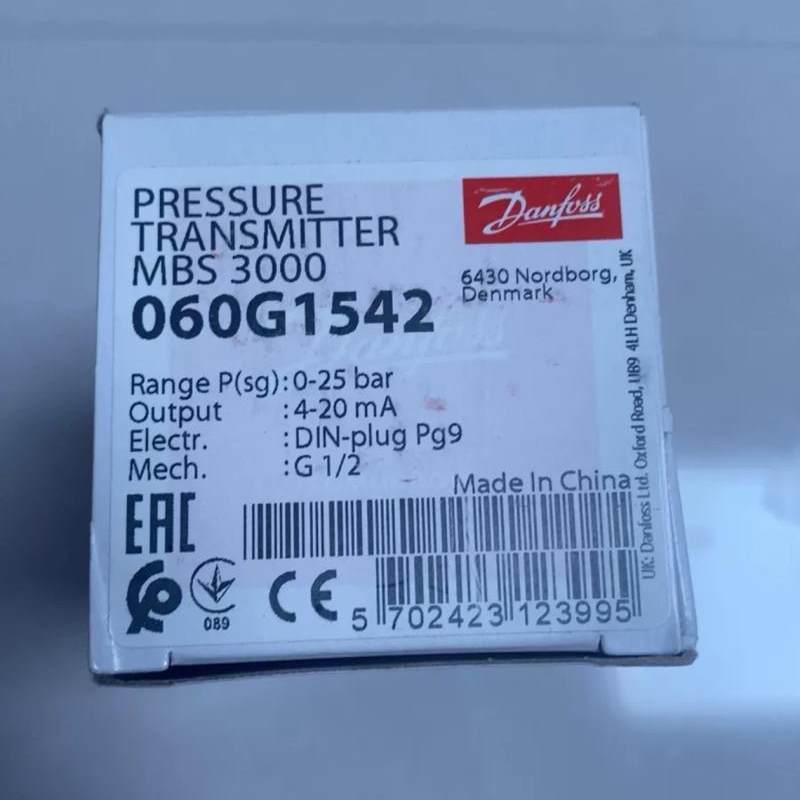 PRESSURE
TRANSMITTER
MBS 3000
060G1542
Danfoss
6430 Nordborg,
Denmark
Range P(sg):0-25 bar
Output :4-20 mA
Electr. :DIN-plug Pg9
Mech. :G 1/2
Made In China
EAC
089
CE
5 702423 123995
UK: Danfoss Ltd. Oxford Road, UB9 4LH Denham, UK